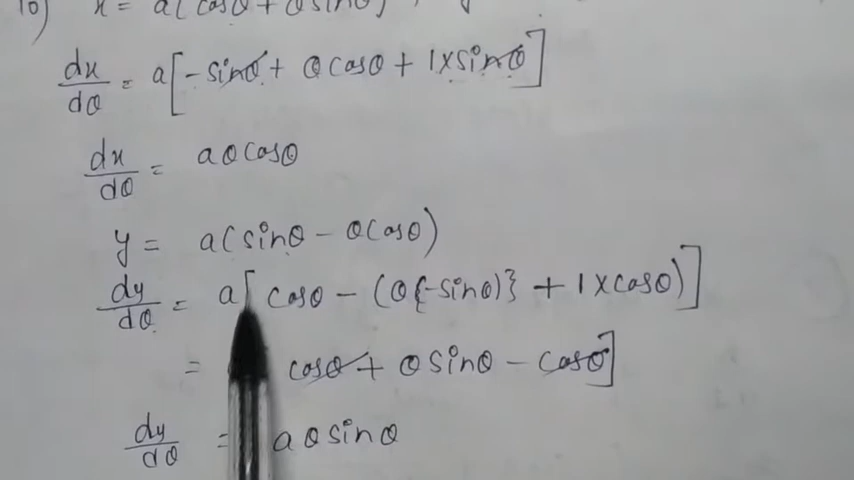 10) x = a(cosθ + θsinθ),
dx/dθ = a[-sinθ + θcosθ + 1×sinθ]
dx/dθ = aθcosθ
y = a(sinθ - θcosθ)
dy/dθ = a[cosθ - (θ{-sinθ)} + 1×cosθ)]
= cosθ + θsinθ - cosθ]
dy/dθ = aθsinθ